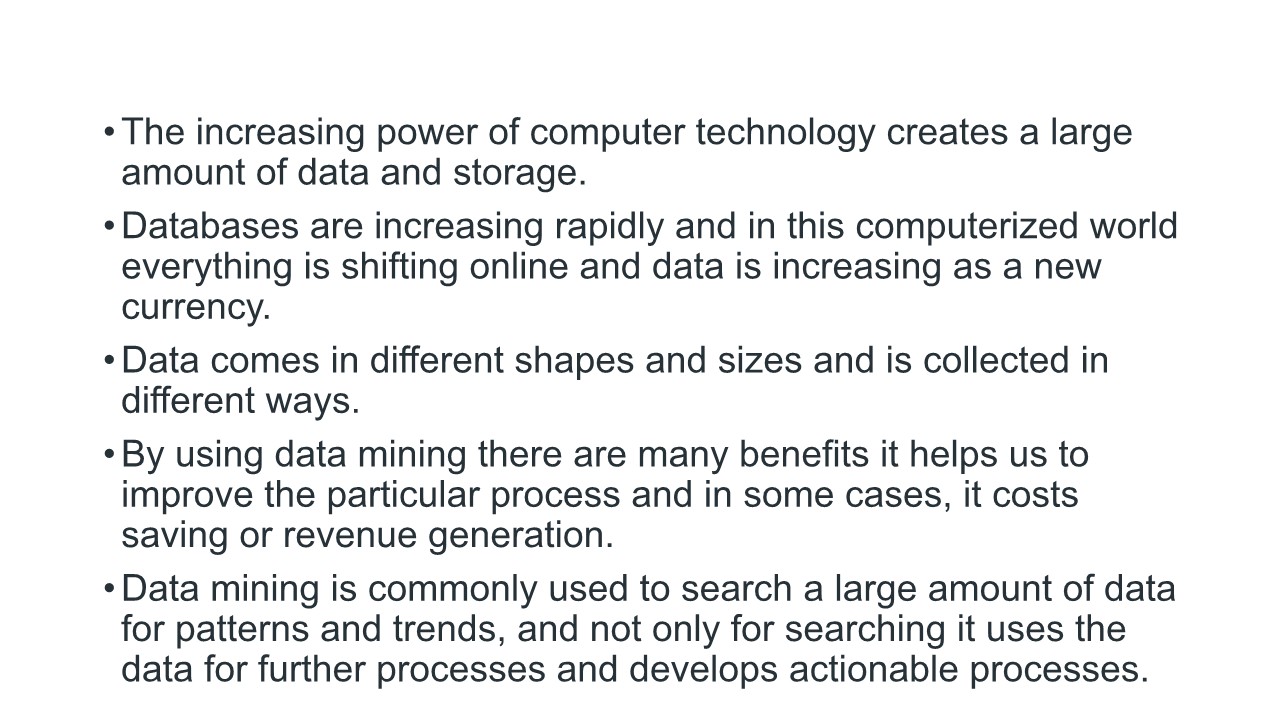 • The increasing power of computer technology creates a large
amount of data and storage.
• Databases are increasing rapidly and in this computerized world
everything is shifting online and data is increasing as a new
currency.
• Data comes in different shapes and sizes and is collected in
different ways.
• By using data mining there are many benefits it helps us to
improve the particular process and in some cases, it costs
saving or revenue generation.
• Data mining is commonly used to search a large amount of data
for patterns and trends, and not only for searching it uses the
data for further processes and develops actionable processes.